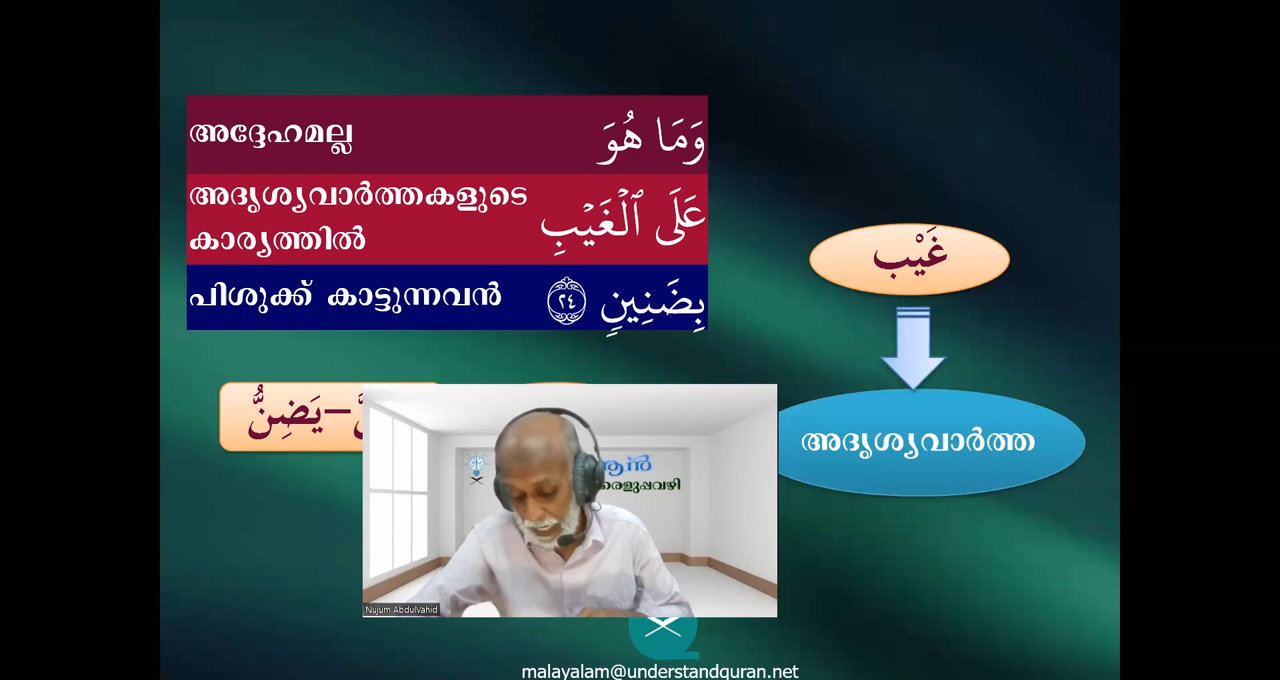 അദ്ദേഹമല്ല وَمَا هُوَ
അദൃശ്യവാർത്തകളുടെ
കാര്യത്തിൽ عَلَى ٱلْغَيْبِ
പിശുക്ക് കാട്ടുന്നവൻ بِضَنِينٍ ٢٤
غَيْب
അദൃശ്യവാർത്ത
يَضِنُّ
Nujum AbdulVahid
malayalam@understandquran.net